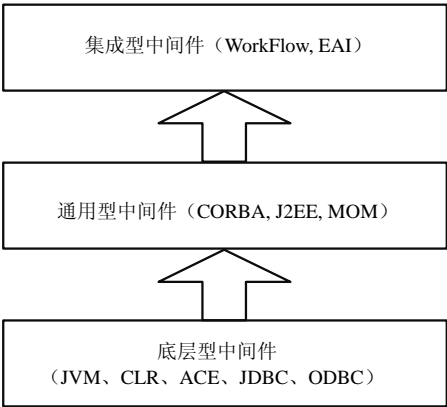 集成型中间件（WorkFlow, EAI）
通用型中间件（CORBA, J2EE, MOM）
底层型中间件
（JVM、CLR、ACE、JDBC、ODBC）